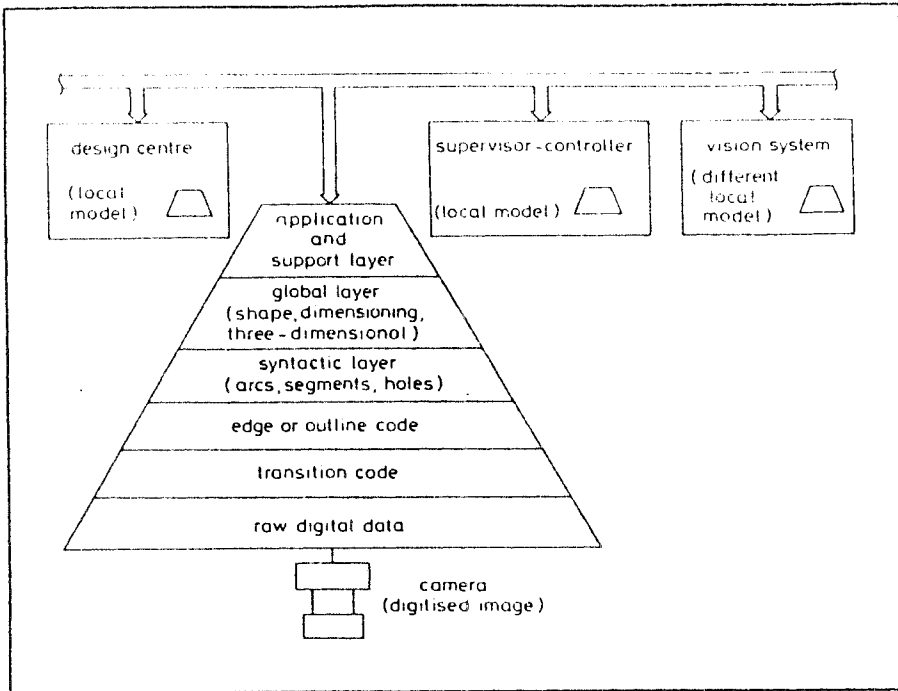 design centre
(local
model)
supervisor-controller
(local model)
vision system
(different
local
model)
application
and
support layer
global layer
(shape, dimensioning,
three-dimensional)
syntactic layer
(arcs, segments, holes)
edge or outline code
transition code
raw digital data
camera
(digitised image)